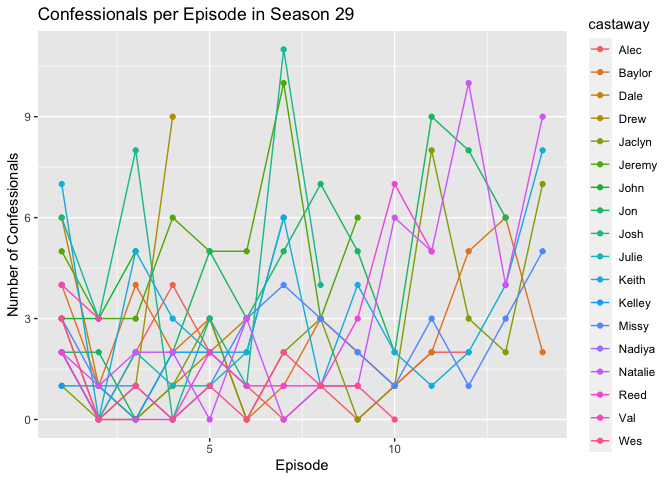 Confessionals per Episode in Season 29
castaway
Alec
Baylor
Dale
Drew
Jaclyn
Jeremy
John
Jon
Josh
Julie
Keith
Kelley
Missy
Nadiya
Natalie
Reed
Val
Wes
Number of Confessionals
9
6
3
0
5
10
Episode